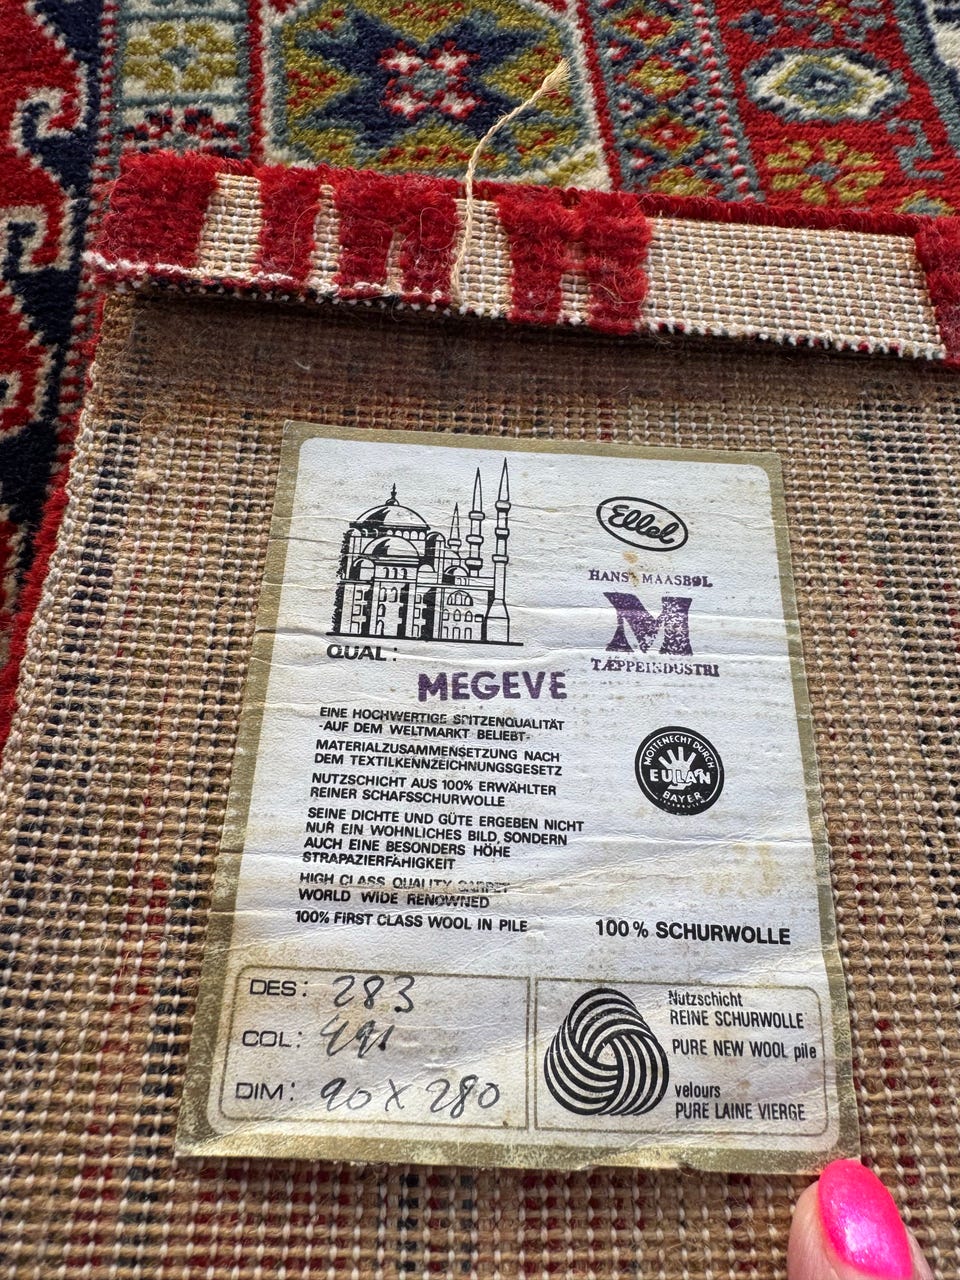 Ellel
HANS MAASBØL
M
TÆPPEINDUSTRI
QUAL:
MEGEVE
EINE HOCHWERTIGE SPITZENQUALITÄT
-AUF DEM WELTMARKT BELIEBT-
MATERIALZUSAMMENSETZUNG NACH
DEM TEXTILKENNZEICHNUNGSGESETZ
NUTZSCHICHT AUS 100% ERWÄHLTER
REINER SCHAFSSCHURWOLLE
SEINE DICHTE UND GÜTE ERGEBEN NICHT
NUR EIN WOHNLICHES BILD, SONDERN
AUCH EINE BESONDERS HÖHE
STRAPAZIERFÄHIGKEIT
HIGH CLASS QUALITY CARPET
WORLD WIDE RENOWNED
100% FIRST CLASS WOOL IN PILE
MOTTENECHT DURCH
EULAN
BAYER
100% SCHURWOLLE
DES: 283
COL: 491
DIM: 90 X 280
Nutzschicht
REINE SCHURWOLLE
PURE NEW WOOL pile
velours
PURE LAINE VIERGE